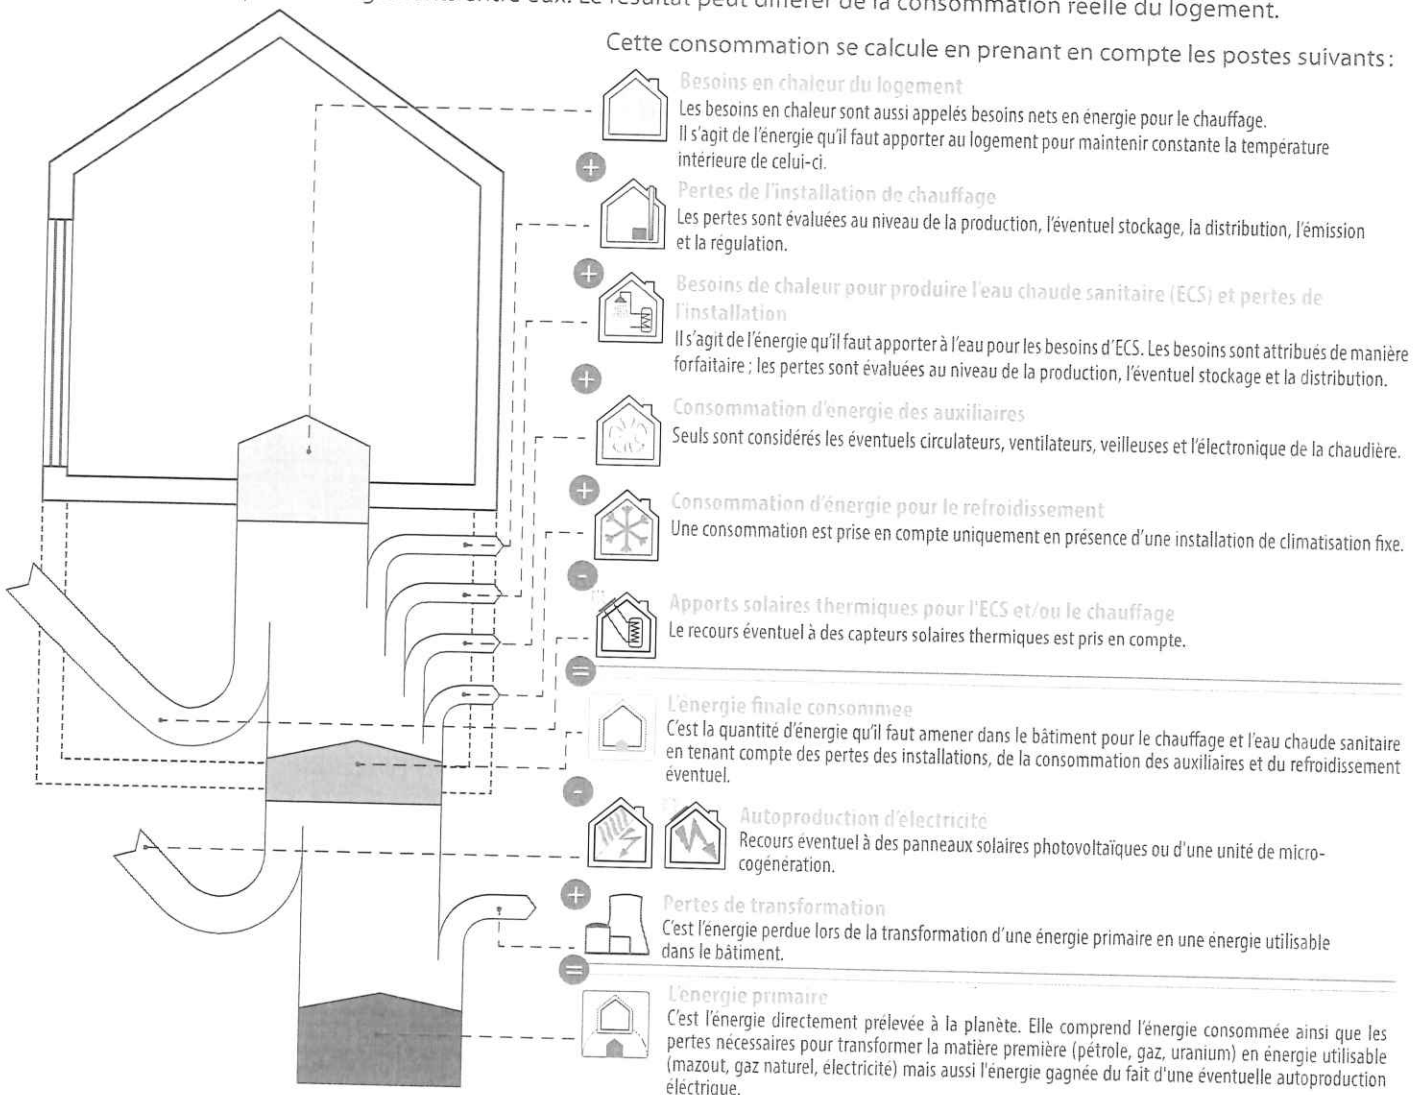 entre eux. Le résultat peut différer de la consommation réelle du logement.
Cette consommation se calcule en prenant en compte les postes suivants :
Besoins en chaleur du logement
Les besoins en chaleur sont aussi appelés besoins nets en énergie pour le chauffage.
Il s'agit de l'énergie qu'il faut apporter au logement pour maintenir constante la température
intérieure de celui-ci.
+
Pertes de l'installation de chauffage
Les pertes sont évaluées au niveau de la production, l'éventuel stockage, la distribution, l'émission
et la régulation.
+
Besoins de chaleur pour produire l'eau chaude sanitaire (ECS) et pertes de
l'installation
Il s'agit de l'énergie qu'il faut apporter à l'eau pour les besoins d'ECS. Les besoins sont attribués de manière
forfaitaire ; les pertes sont évaluées au niveau de la production, l'éventuel stockage et la distribution.
+
Consommation d'énergie des auxiliaires
Seuls sont considérés les éventuels circulateurs, ventilateurs, veilleuses et l'électronique de la chaudière.
+
Consommation d'énergie pour le refroidissement
Une consommation est prise en compte uniquement en présence d'une installation de climatisation fixe.
-
Apports solaires thermiques pour l'ECS et/ou le chauffage
Le recours éventuel à des capteurs solaires thermiques est pris en compte.
=
L'énergie finale consommée
C'est la quantité d'énergie qu'il faut amener dans le bâtiment pour le chauffage et l'eau chaude sanitaire
en tenant compte des pertes des installations, de la consommation des auxiliaires et du refroidissement
éventuel.
-
Autoproduction d'électricité
Recours éventuel à des panneaux solaires photovoltaïques ou d'une unité de micro-
cogénération.
+
Pertes de transformation
C'est l'énergie perdue lors de la transformation d'une énergie primaire en une énergie utilisable
dans le bâtiment.
=
L'énergie primaire
C'est l'énergie directement prélevée à la planète. Elle comprend l'énergie consommée ainsi que les
pertes nécessaires pour transformer la matière première (pétrole, gaz, uranium) en énergie utilisable
(mazout, gaz naturel, électricité) mais aussi l'énergie gagnée du fait d'une éventuelle autoproduction
éléctrique.